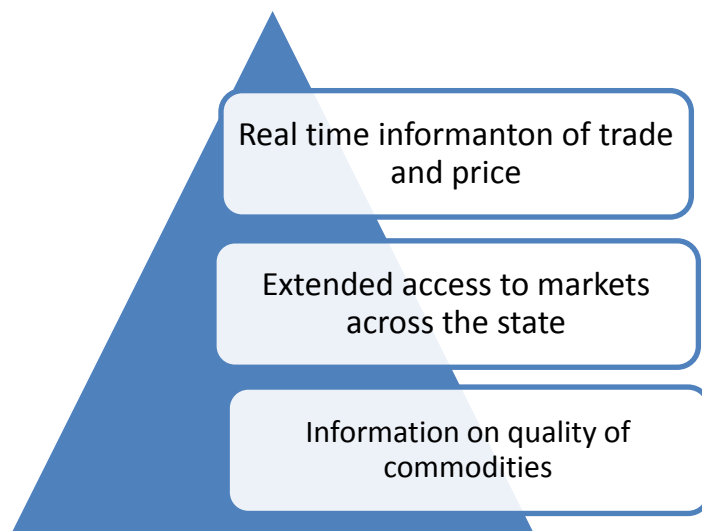 Real time informanton of trade
and price
Extended access to markets
across the state
Information on quality of
commodities